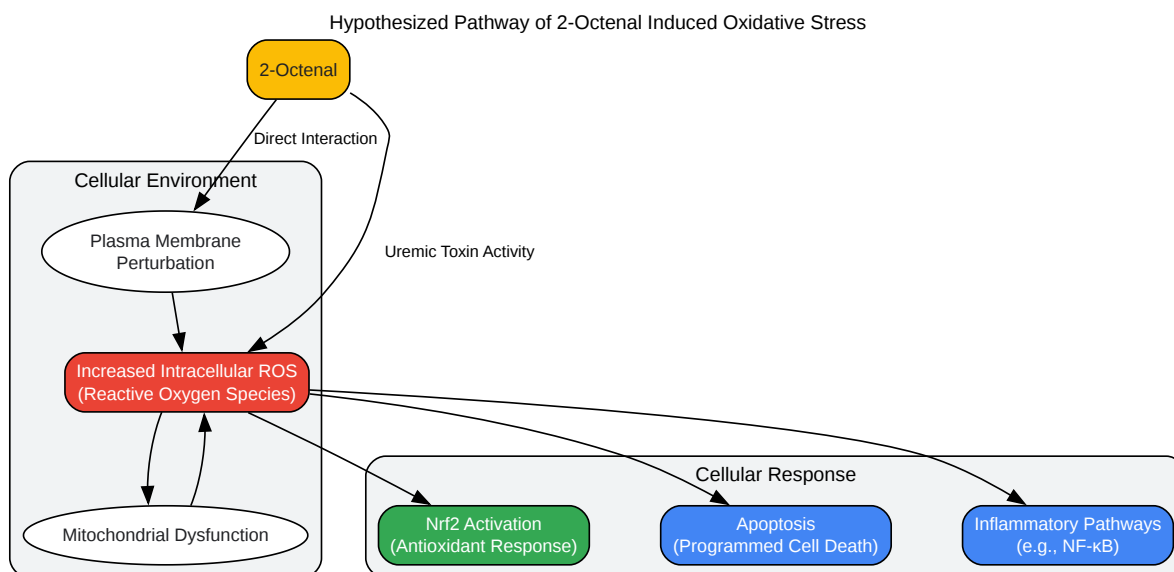 Hypothesized Pathway of 2-Octenal Induced Oxidative Stress
2-Octenal
Direct Interaction
Cellular Environment
Plasma Membrane
Perturbation
Uremic Toxin Activity
Increased Intracellular ROS
(Reactive Oxygen Species)
Cellular Response
Mitochondrial Dysfunction
Nrf2 Activation
(Antioxidant Response)
Apoptosis
(Programmed Cell Death)
Inflammatory Pathways
(e.g., NF-κB)